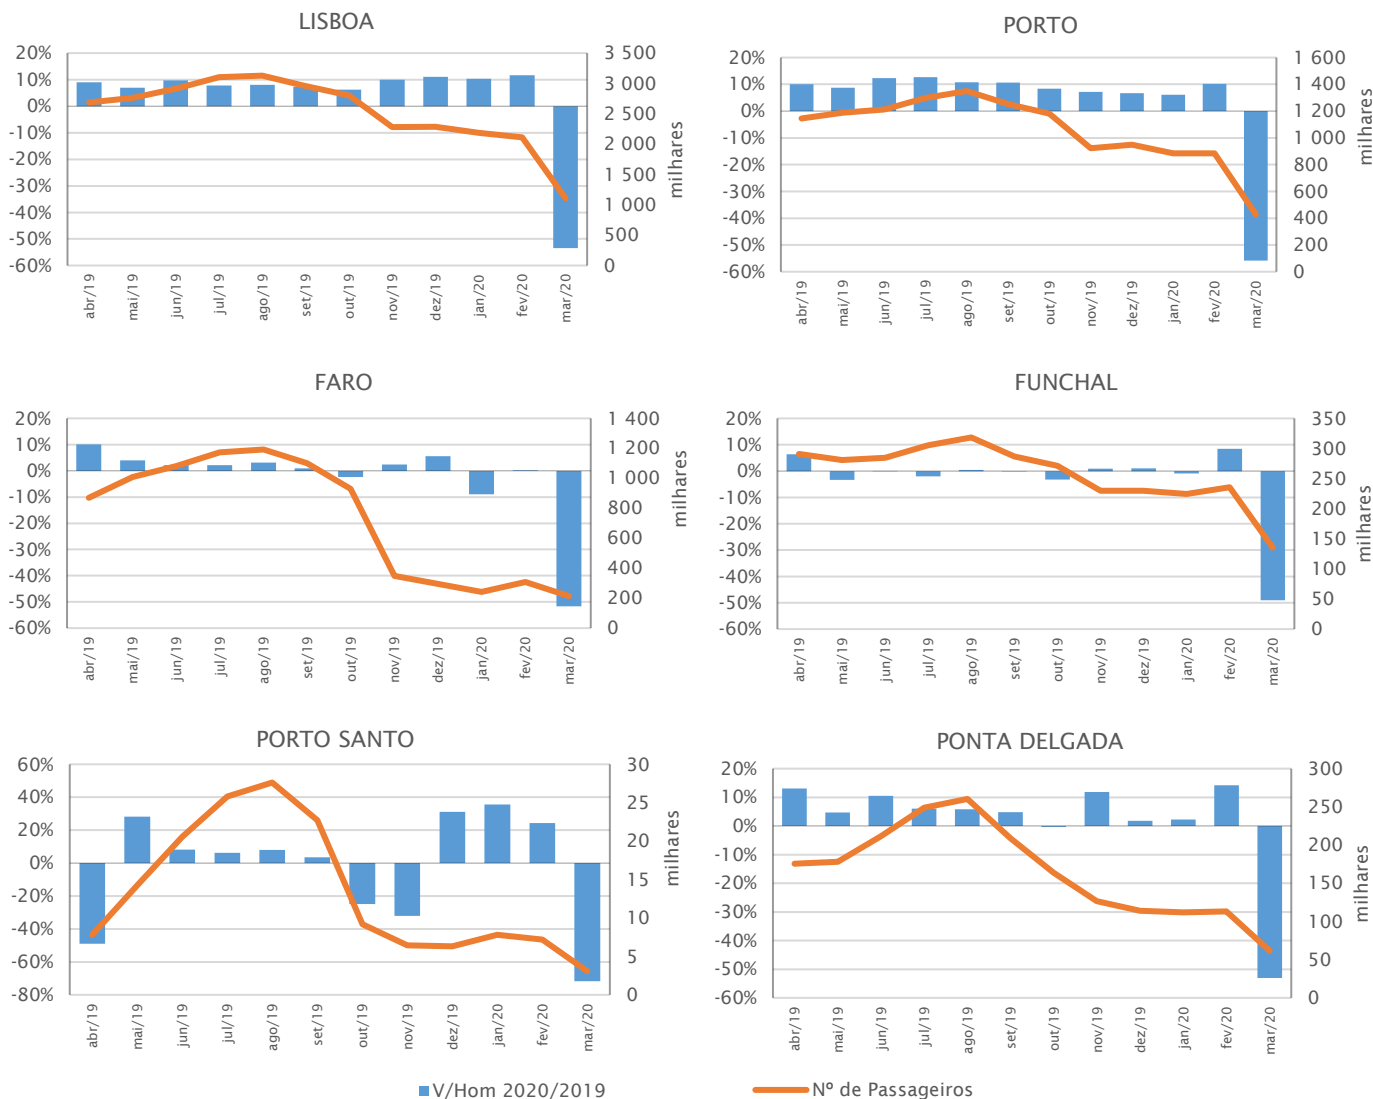 LISBOA
20%
10%
0%
-10%
-20%
-30%
-40%
-50%
-60%
3 500
3 000
2 500
2 000
1 500
1 000
500
0
milhares
abr/19
mai/19
jun/19
jul/19
ago/19
set/19
out/19
nov/19
dez/19
jan/20
fev/20
mar/20
PORTO
20%
10%
0%
-10%
-20%
-30%
-40%
-50%
-60%
1 600
1 400
1 200
1 000
800
600
400
200
0
milhares
abr/19
mai/19
jun/19
jul/19
ago/19
set/19
out/19
nov/19
dez/19
jan/20
fev/20
mar/20
FARO
20%
10%
0%
-10%
-20%
-30%
-40%
-50%
-60%
1 400
1 200
1 000
800
600
400
200
0
milhares
abr/19
mai/19
jun/19
jul/19
ago/19
set/19
out/19
nov/19
dez/19
jan/20
fev/20
mar/20
FUNCHAL
20%
10%
0%
-10%
-20%
-30%
-40%
-50%
-60%
350
300
250
200
150
100
50
0
milhares
abr/19
mai/19
jun/19
jul/19
ago/19
set/19
out/19
nov/19
dez/19
jan/20
fev/20
mar/20
PORTO SANTO
60%
40%
20%
0%
-20%
-40%
-60%
-80%
30
25
20
15
10
5
0
milhares
abr/19
mai/19
jun/19
jul/19
ago/19
set/19
out/19
nov/19
dez/19
jan/20
fev/20
mar/20
PONTA DELGADA
20%
10%
0%
-10%
-20%
-30%
-40%
-50%
-60%
300
250
200
150
100
50
0
milhares
abr/19
mai/19
jun/19
jul/19
ago/19
set/19
out/19
nov/19
dez/19
jan/20
fev/20
mar/20
V/Hom 2020/2019
Nº de Passageiros